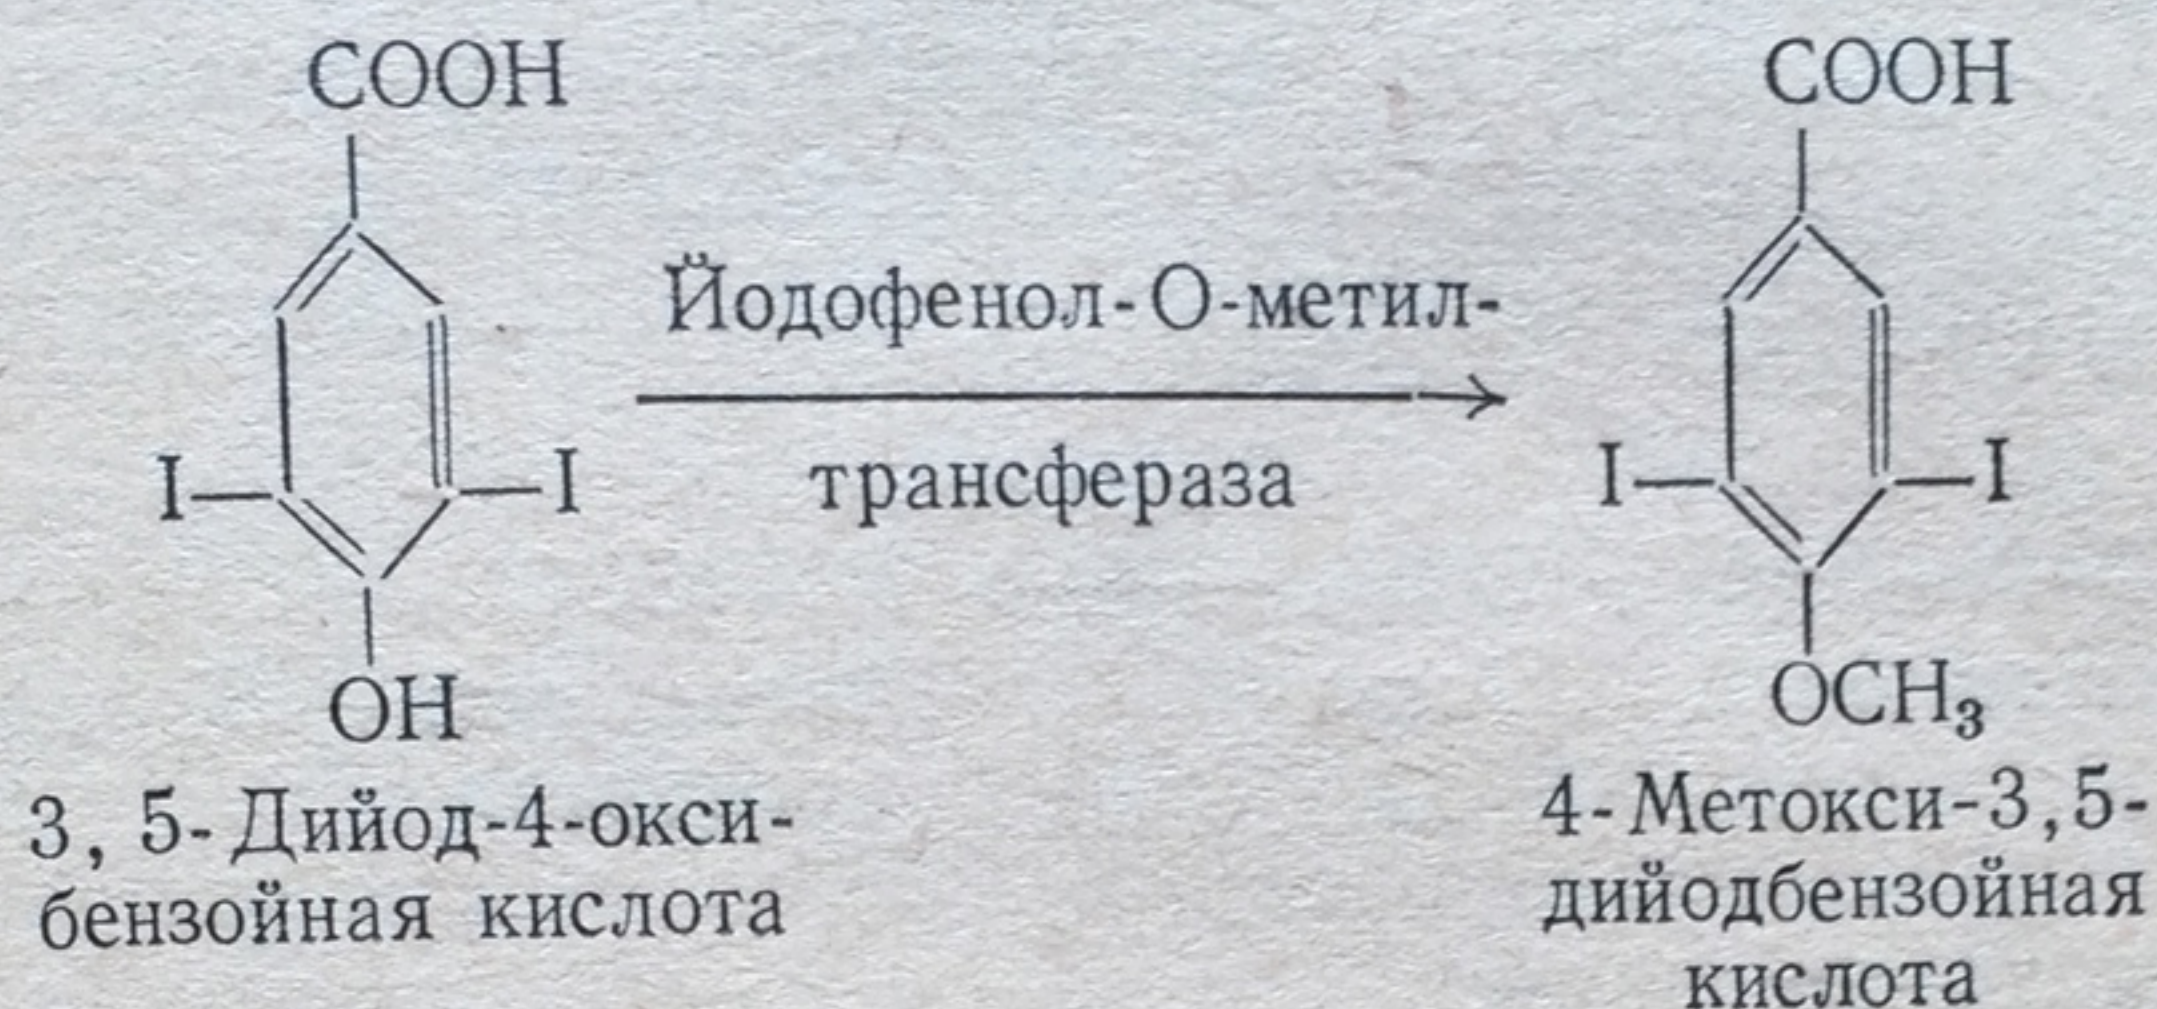 COOH
COOH
Йодофенол-О-метил-
трансфераза
I
I
I
I
OH
OCH₃
3, 5-Дийод-4-окси-
бензойная кислота
4-Метокси-3,5-
дийодбензойная
кислота